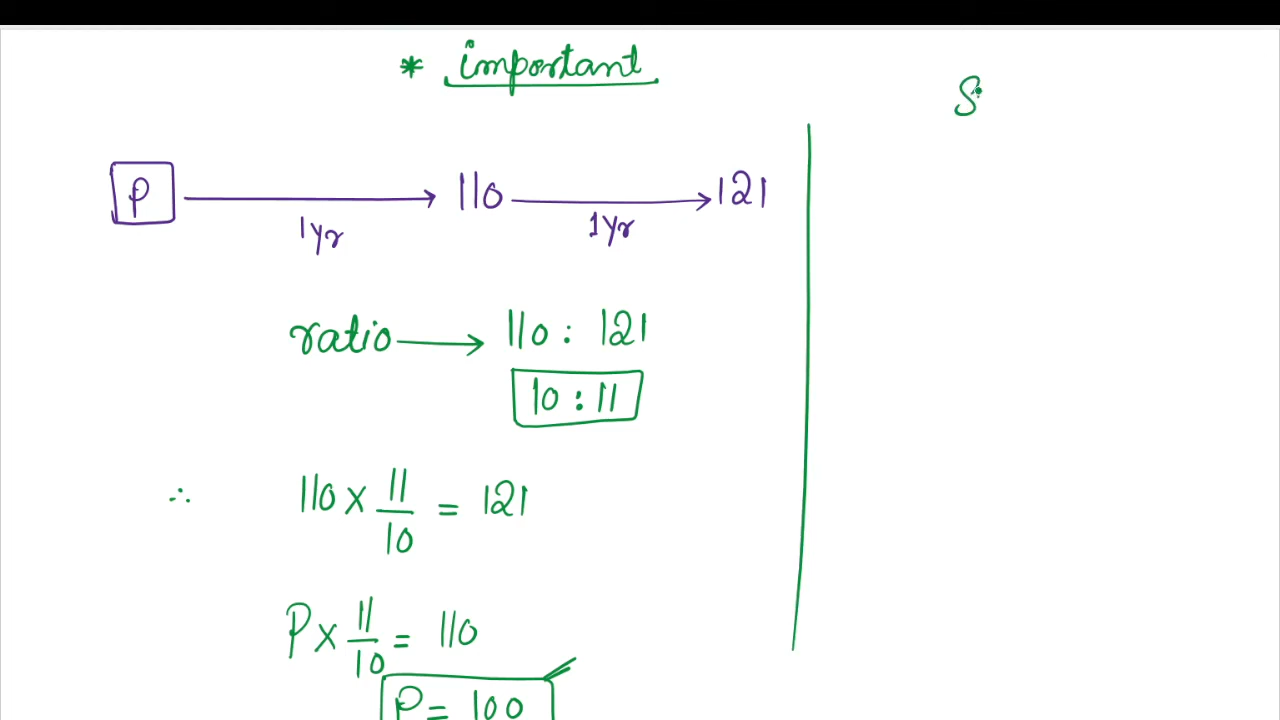 * important
S
P 110 121
1yr 1yr
ratio → 110 : 121
10 : 11
∴ 110 x 11/10 = 121
P x 11/10 = 110
P = 100